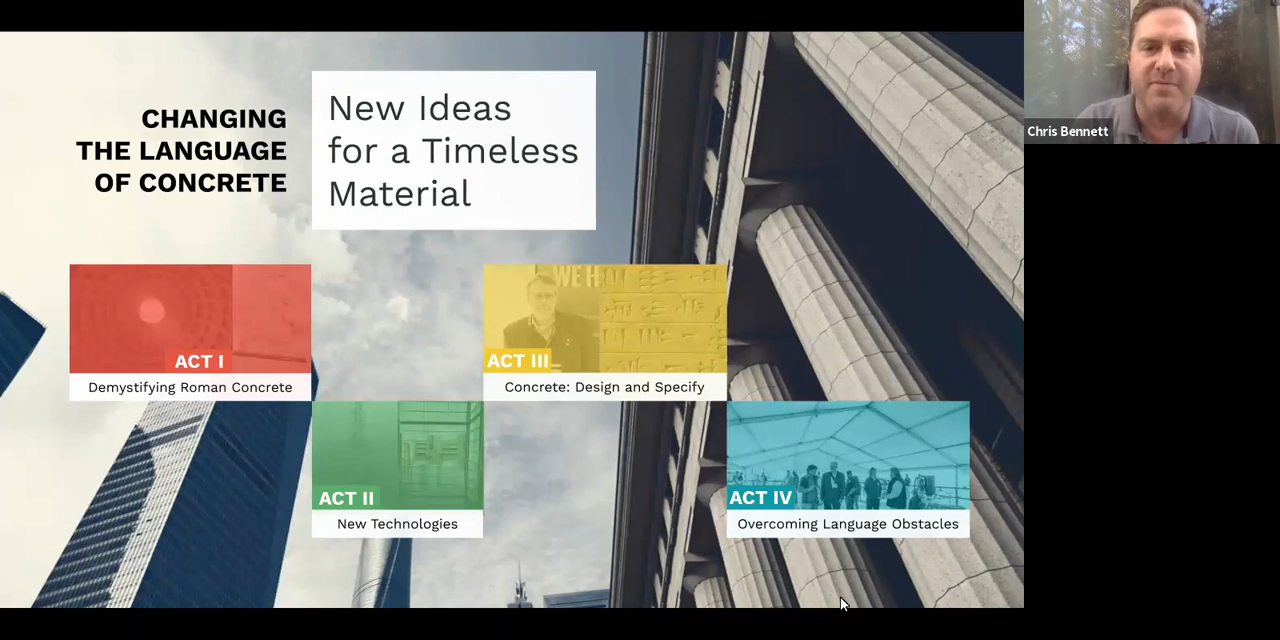 CHANGING
THE LANGUAGE
OF CONCRETE
New Ideas
for a Timeless
Material
Chris Bennett
WE H
ACT I
Demystifying Roman Concrete
ACT III
Concrete: Design and Specify
ACT II
New Technologies
ACT IV
Overcoming Language Obstacles